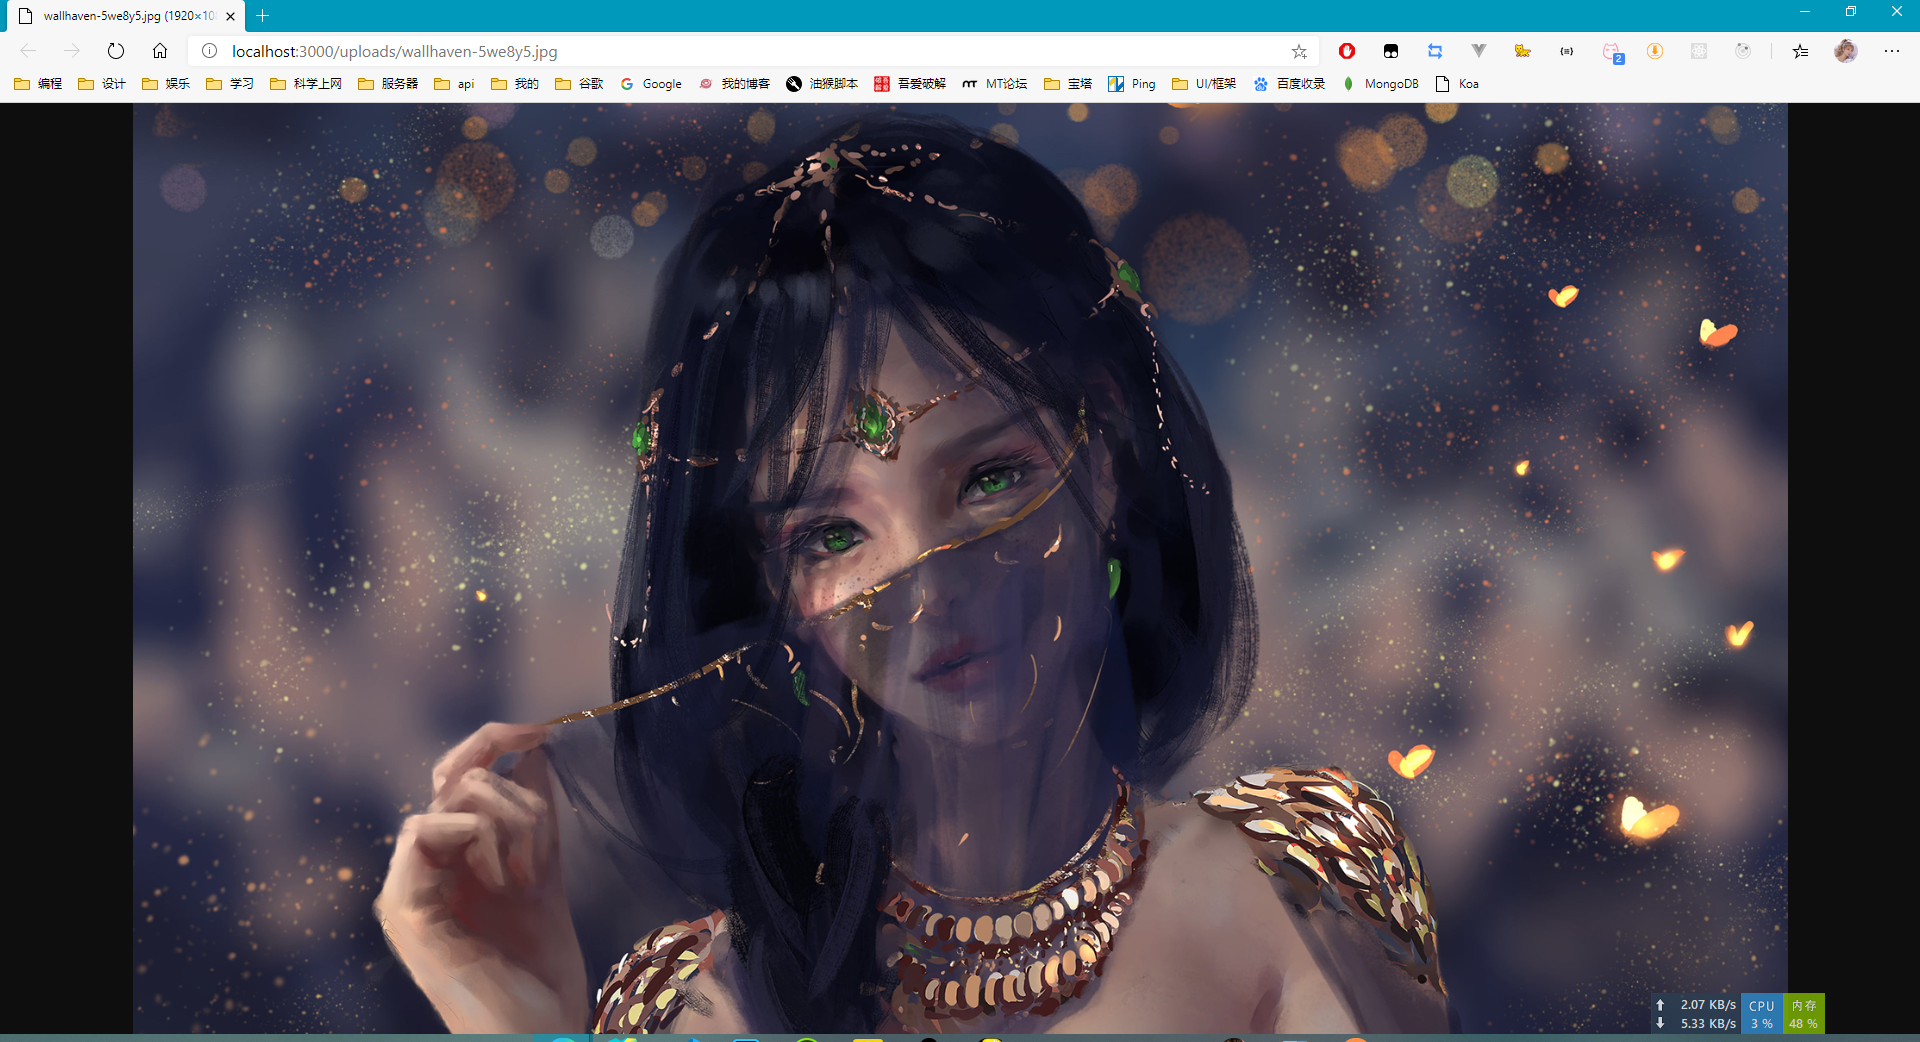 wallhaven-5we8y5.jpg (1920×10
localhost:3000/uploads/wallhaven-5we8y5.jpg
2
编程 设计 娱乐 学习 科学上网 服务器 api 我的 谷歌 Google 我的博客 油猴脚本 吾爱破解 MT论坛 宝塔 Ping UI/框架 百度收录 MongoDB Koa
2.07 KB/s CPU 内存
5.33 KB/s 3 % 48 %